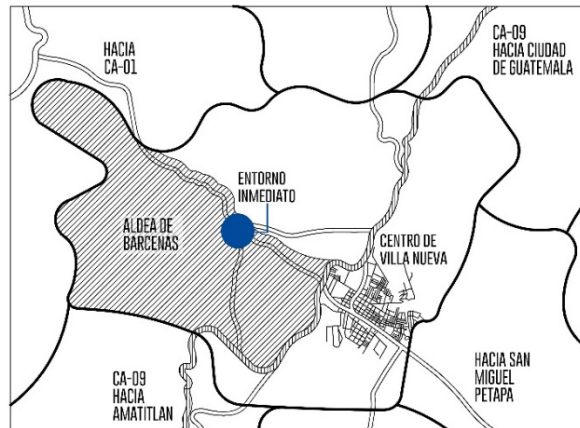 HACIA
CA-01
CA-09
HACIA CIUDAD
DE GUATEMALA
ENTORNO
INMEDIATO
ALDEA DE
BARCENAS
CENTRO DE
VILLA NUEVA
CA-09
HACIA
AMATITLAN
HACIA SAN
MIGUEL
PETAPA